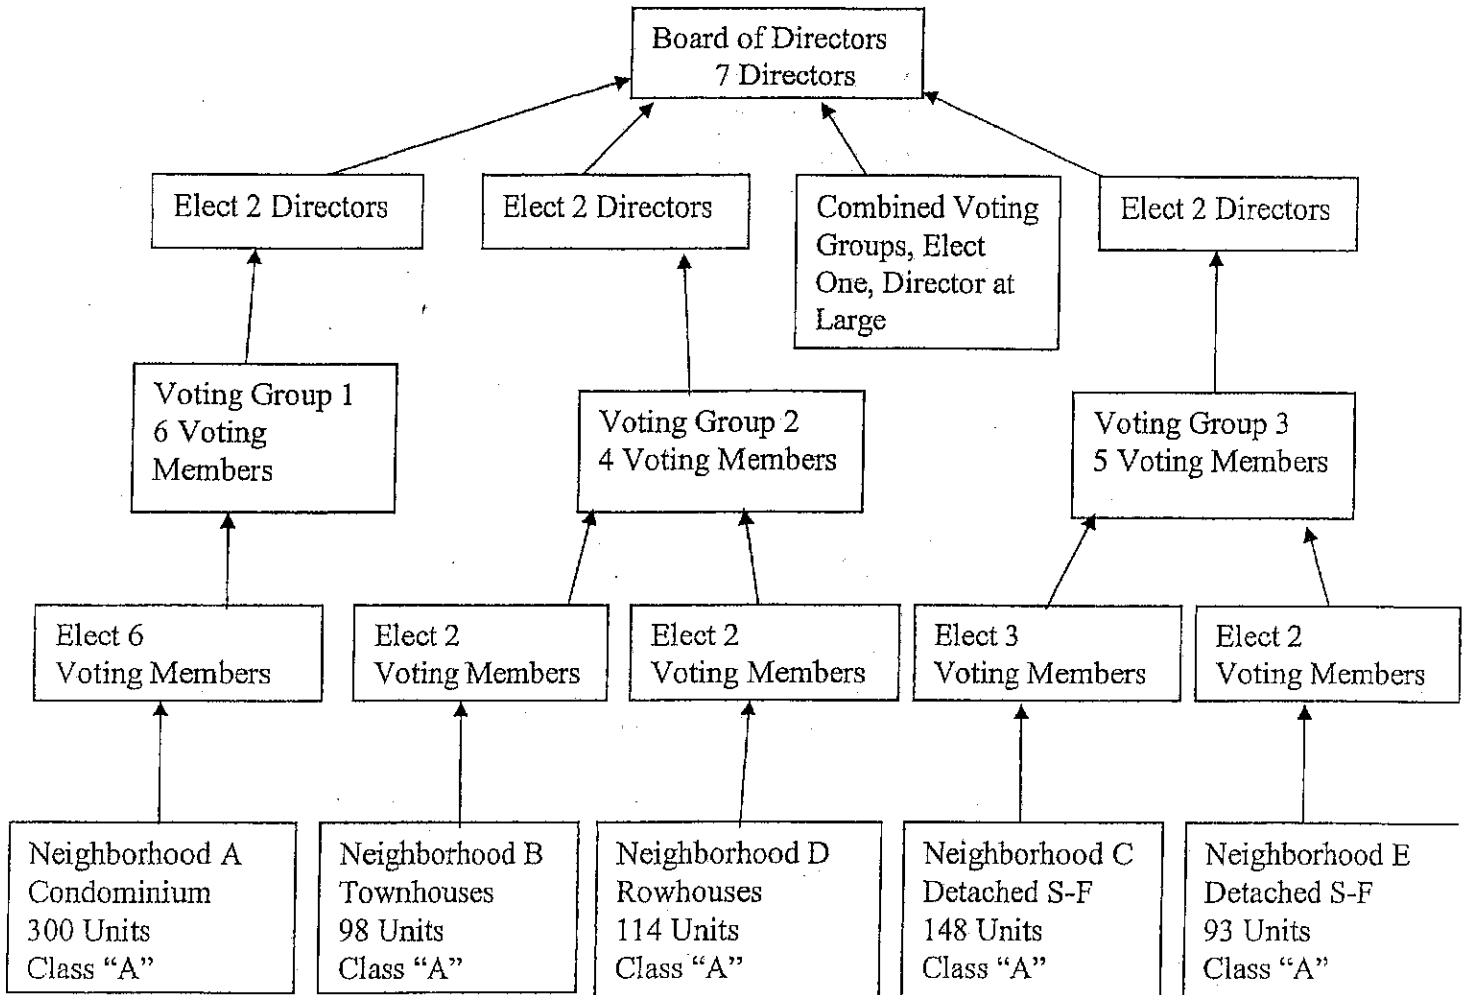 Board of Directors
7 Directors
Elect 2 Directors
Elect 2 Directors
Combined Voting
Groups, Elect
One, Director at
Large
Elect 2 Directors
Voting Group 1
6 Voting
Members
Voting Group 2
4 Voting Members
Voting Group 3
5 Voting Members
Elect 6
Voting Members
Elect 2
Voting Members
Elect 2
Voting Members
Elect 3
Voting Members
Elect 2
Voting Members
Neighborhood A
Condominium
300 Units
Class “A”
Neighborhood B
Townhouses
98 Units
Class “A”
Neighborhood D
Rowhouses
114 Units
Class “A”
Neighborhood C
Detached S-F
148 Units
Class “A”
Neighborhood E
Detached S-F
93 Units
Class “A”